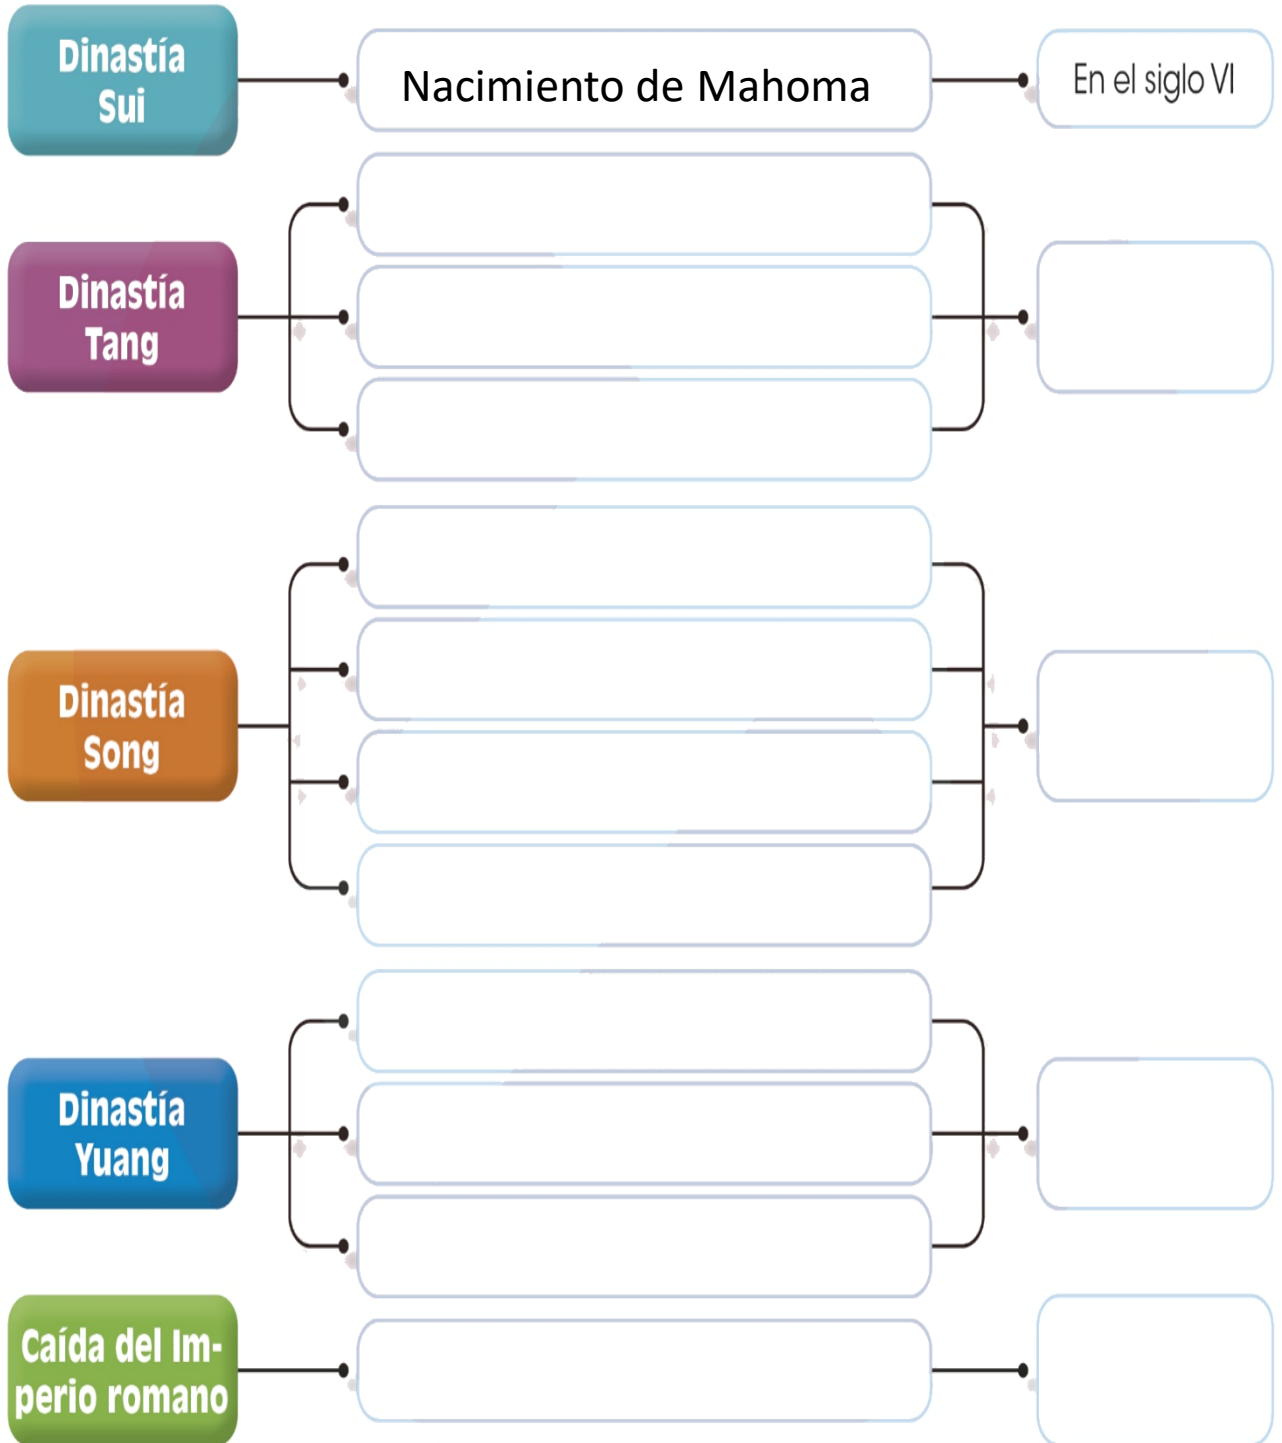 Dinastía
Sui
Nacimiento de Mahoma
En el siglo VI
Dinastía
Tang
Dinastía
Song
Dinastía
Yuang
Caída del Im-
perio romano